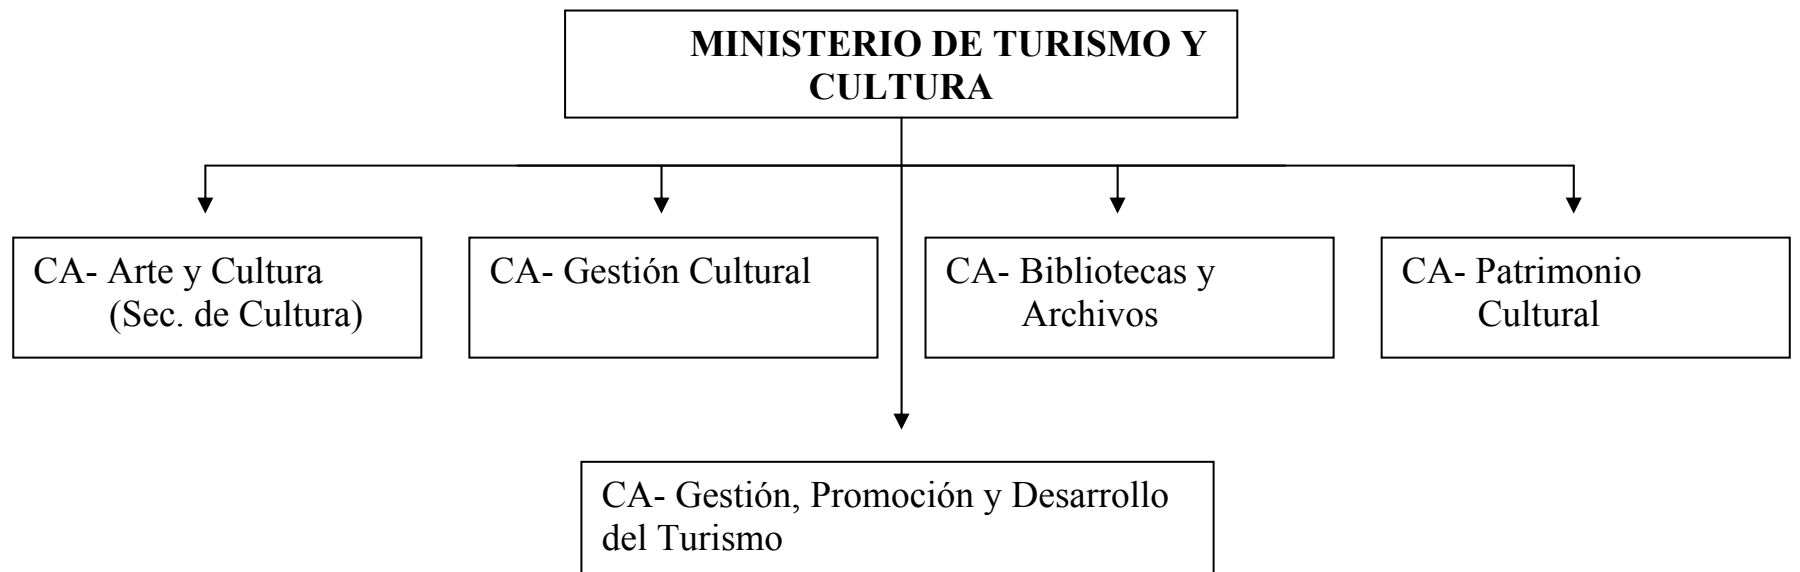 MINISTERIO DE TURISMO Y
CULTURA
CA- Arte y Cultura
(Sec. de Cultura)
CA- Gestión Cultural
CA- Bibliotecas y
Archivos
CA- Patrimonio
Cultural
CA- Gestión, Promoción y Desarrollo
del Turismo